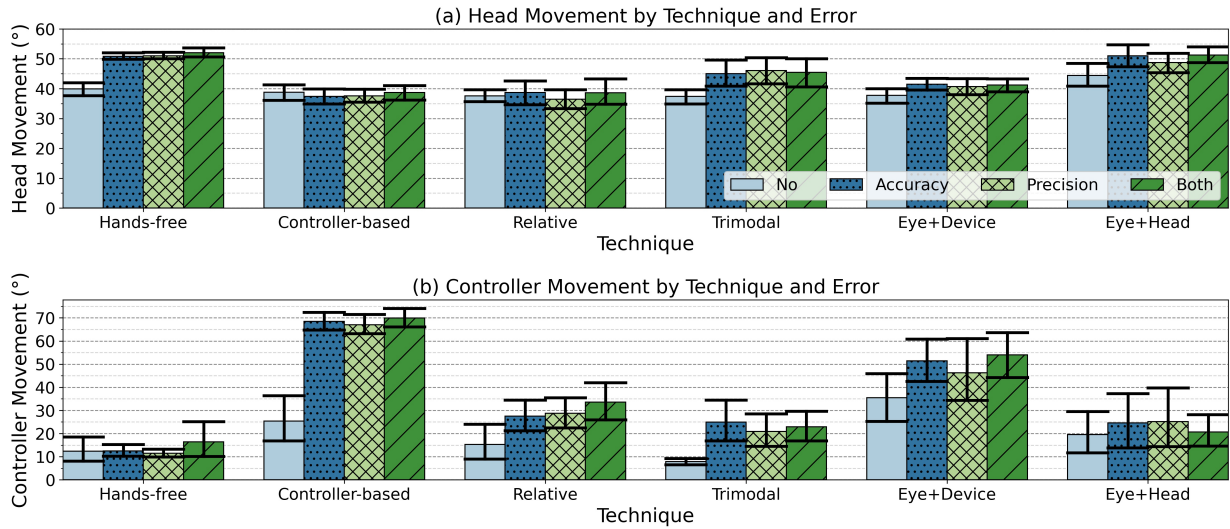 (a) Head Movement by Technique and Error
Head Movement (°)
60
50
40
30
20
10
0
No Accuracy Precision Both
Hands-free Controller-based Relative Trimodal Eye+Device Eye+Head
Technique
(b) Controller Movement by Technique and Error
Controller Movement (°)
70
60
50
40
30
20
10
0
Hands-free Controller-based Relative Trimodal Eye+Device Eye+Head
Technique